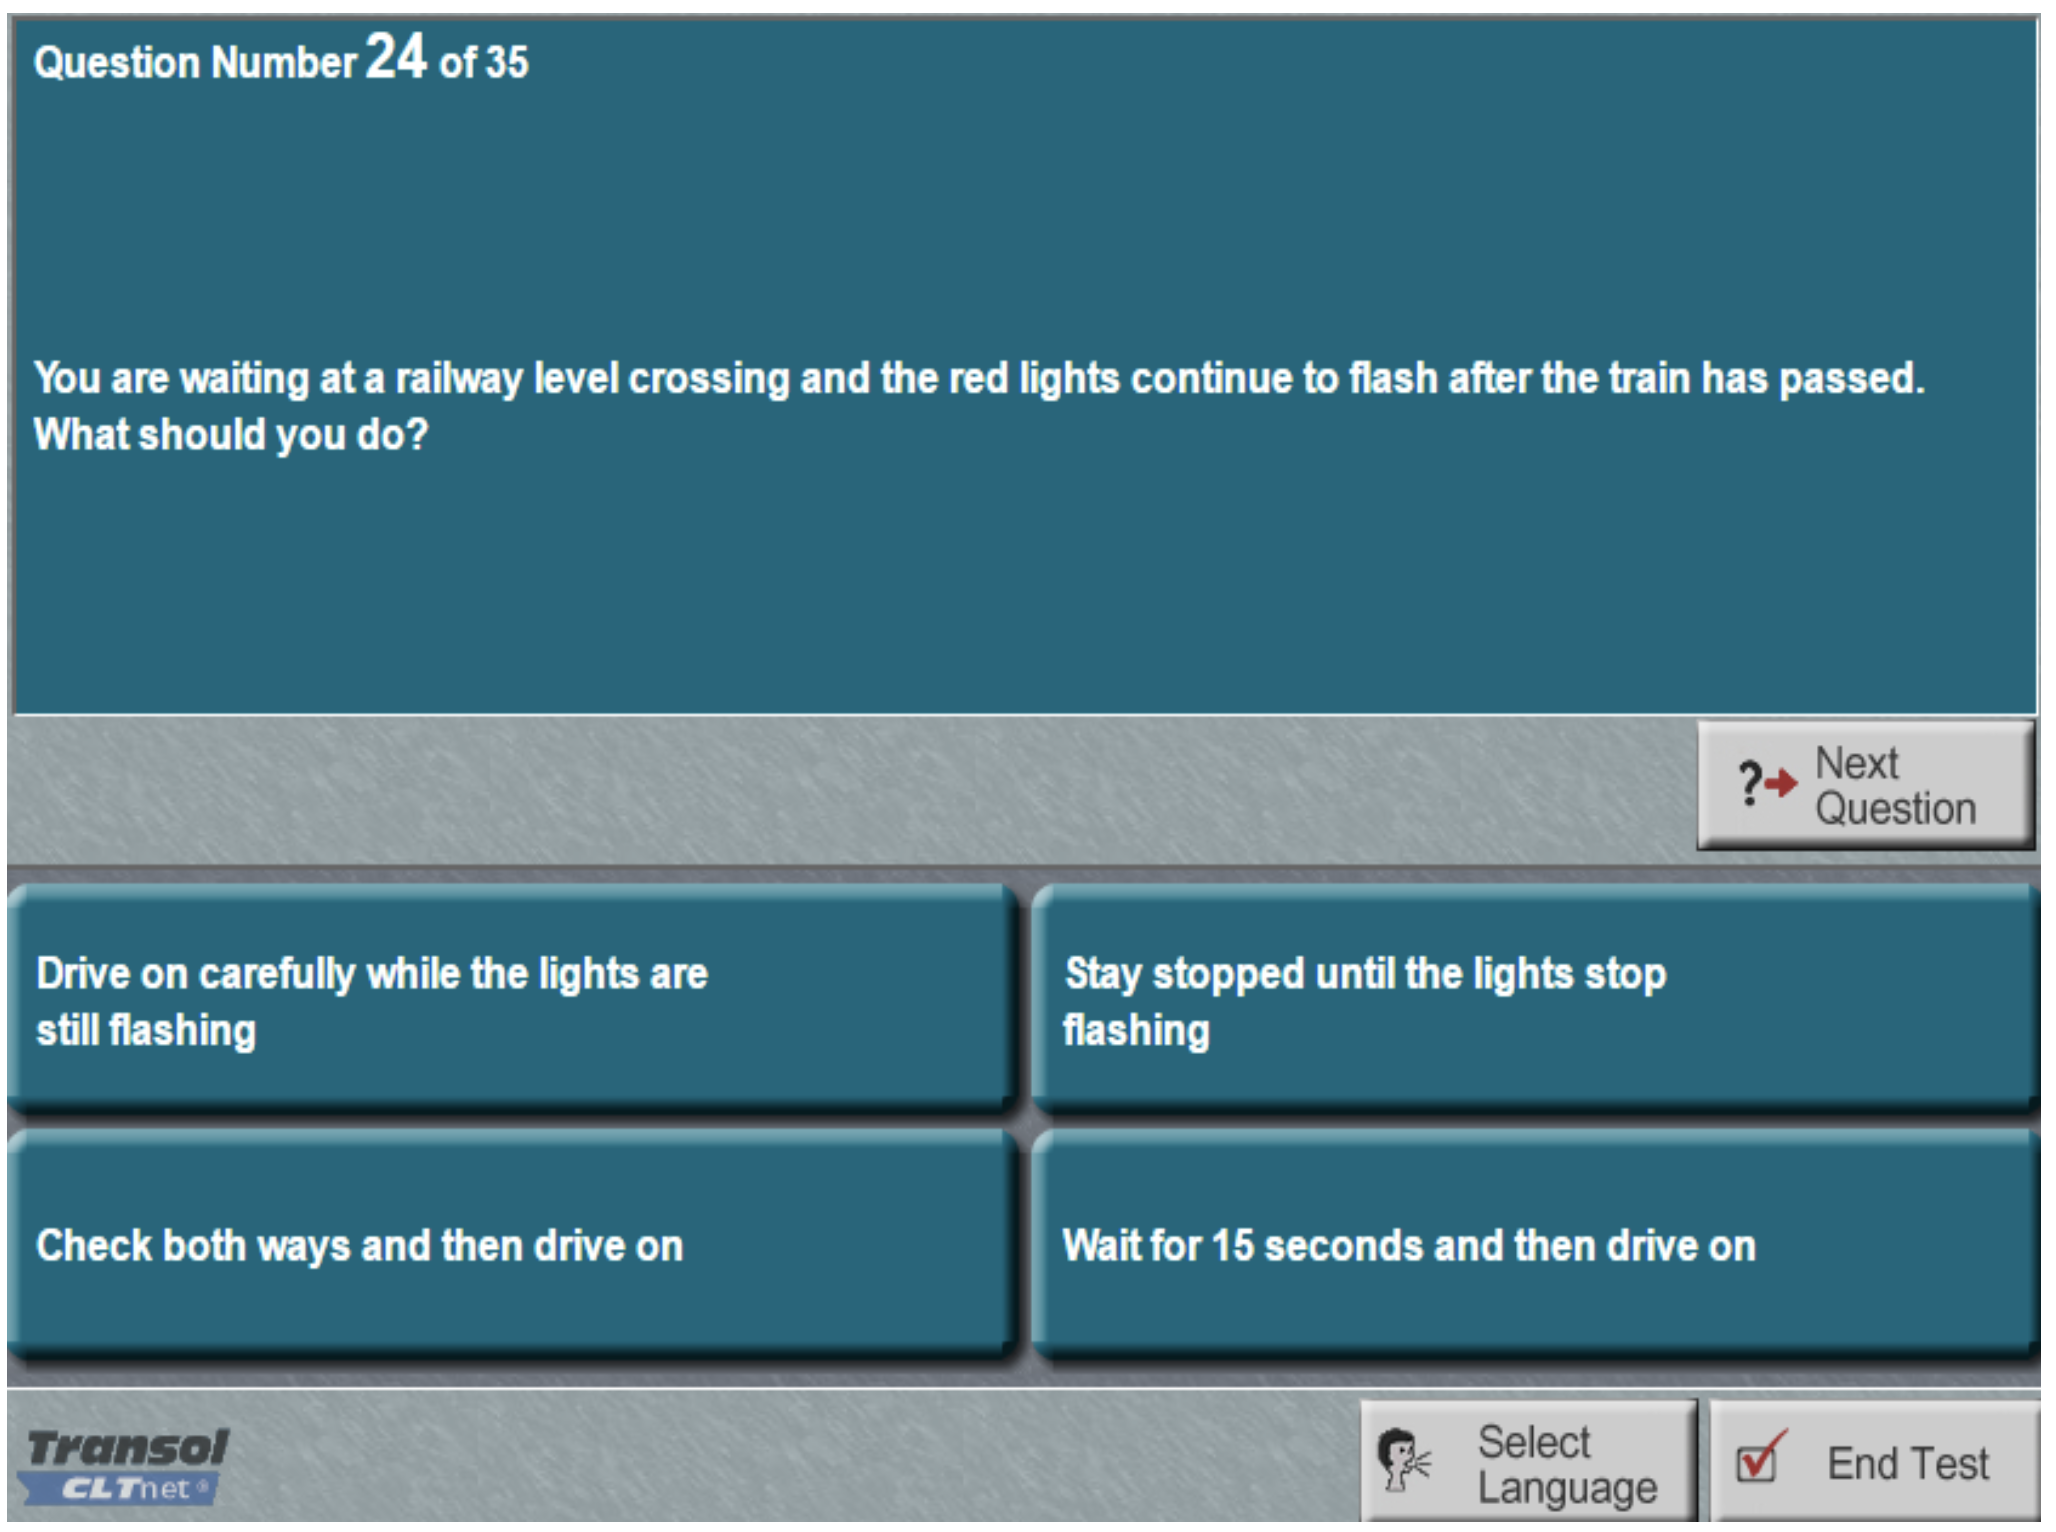 Question Number 24 of 35
You are waiting at a railway level crossing and the red lights continue to flash after the train has passed.
What should you do?
? Next
Question
Drive on carefully while the lights are
still flashing
Stay stopped until the lights stop
flashing
Check both ways and then drive on
Wait for 15 seconds and then drive on
Transol
CLTnet ®
Select
Language
End Test